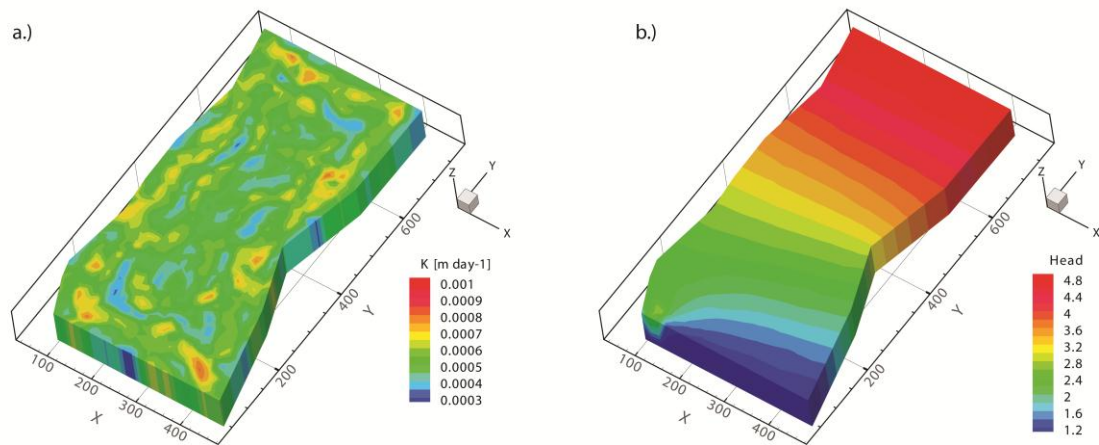 a.)
Z
Y
X
600
400
Y
200
100
200
300
400
X
K [m day-1]
0.001
0.0009
0.0008
0.0007
0.0006
0.0005
0.0004
0.0003
b.)
Z
Y
X
600
400
Y
200
100
200
300
400
X
Head
4.8
4.4
4
3.6
3.2
2.8
2.4
2
1.6
1.2